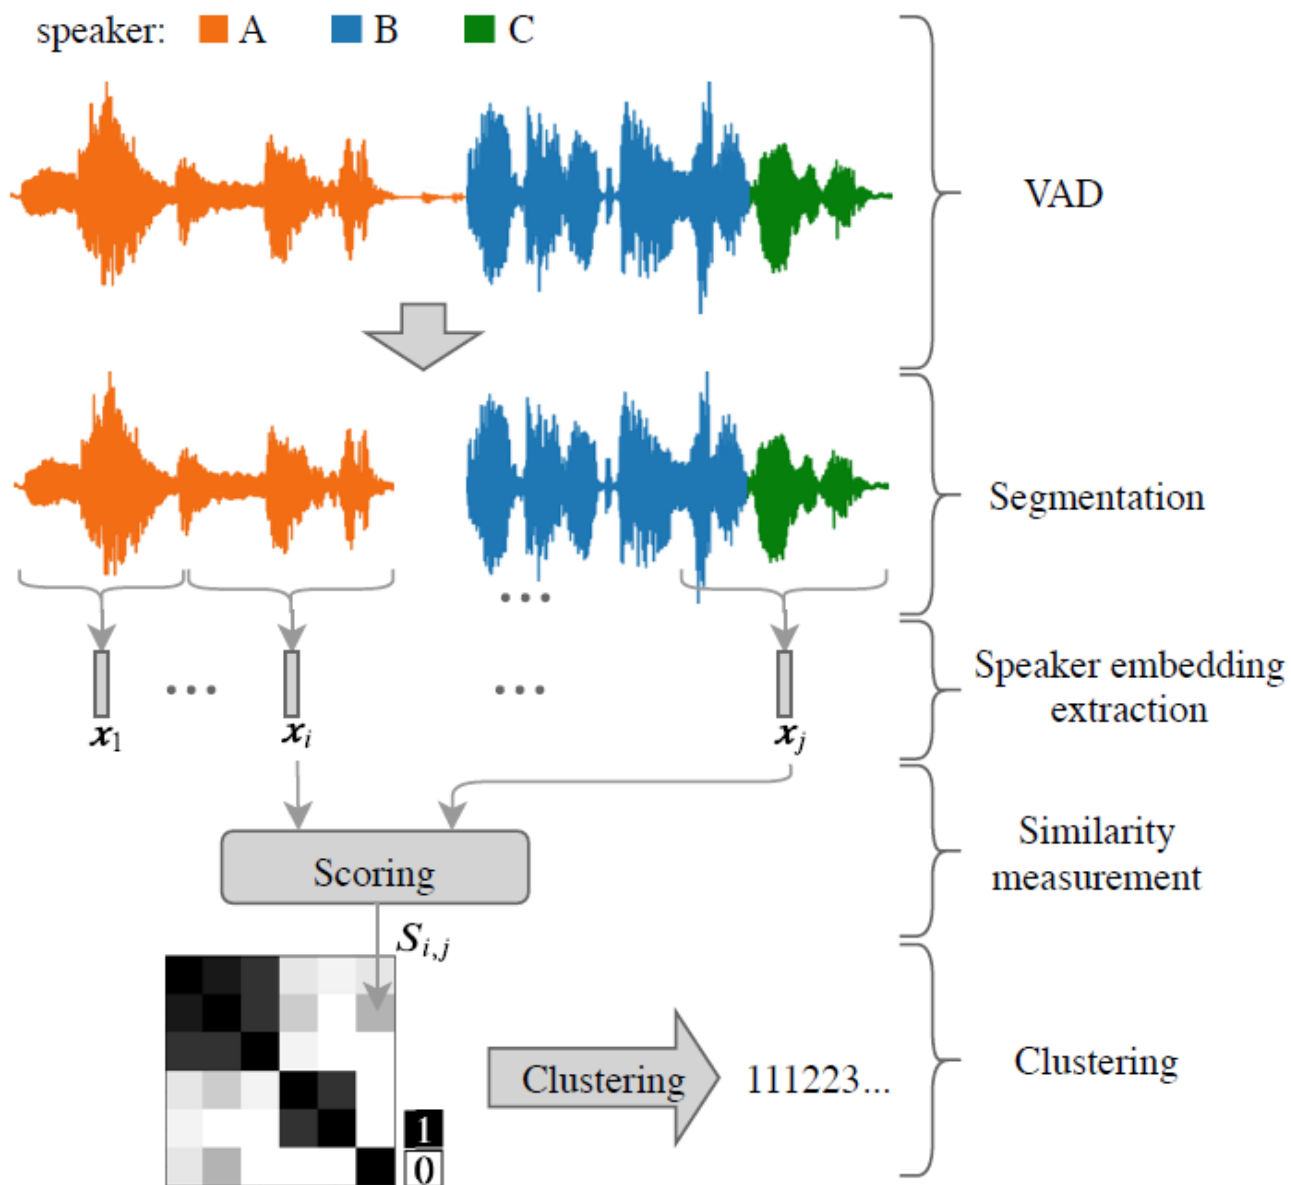 speaker: A B C
VAD
Segmentation
...
Speaker embedding
extraction
... ...
x1 xi xj
Similarity
measurement
Scoring
Si,j
Clustering
Clustering 111223...
1
0